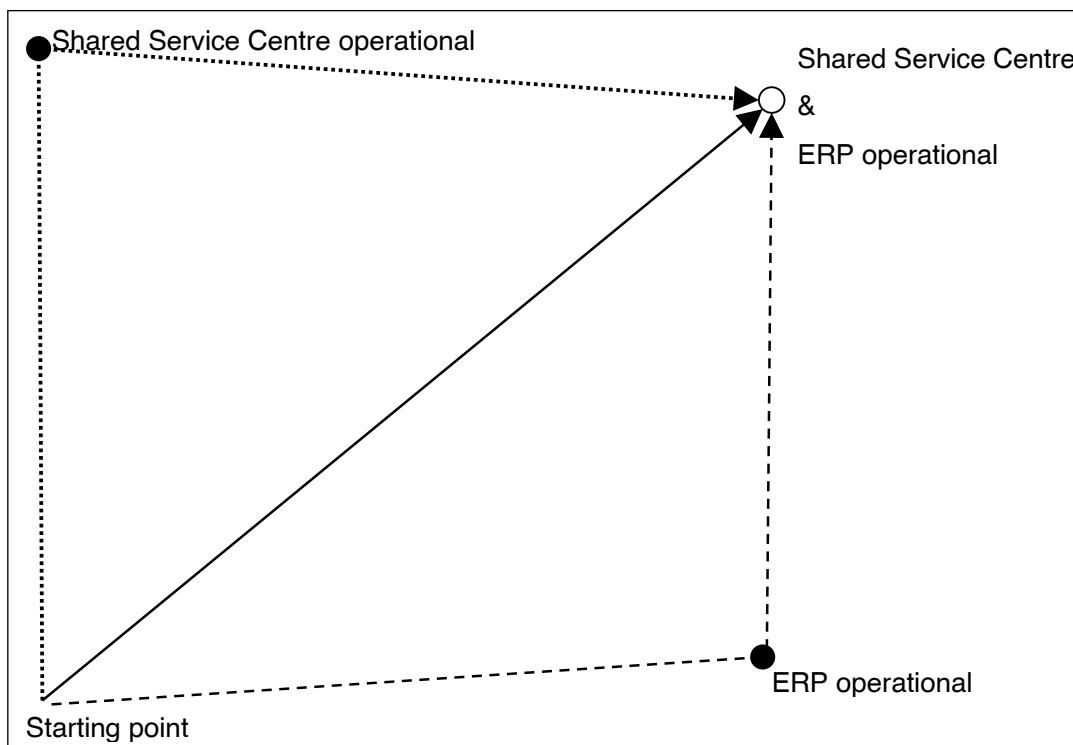 Shared Service Centre operational
Shared Service Centre
&
ERP operational
ERP operational
Starting point